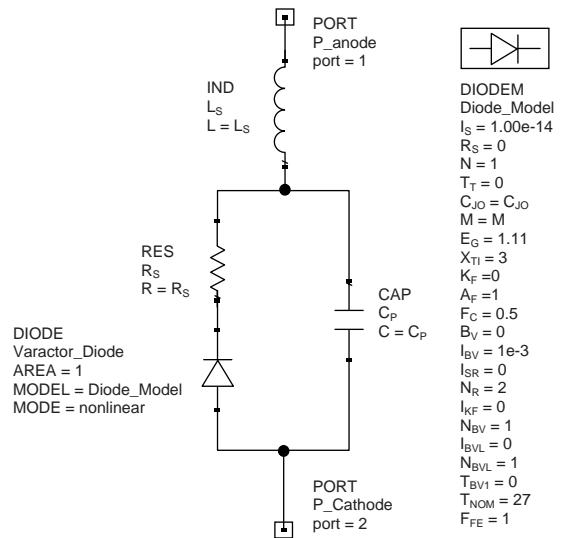 PORT
P_anode
port = 1
IND
L_S
L = L_S
RES
R_S
R = R_S
CAP
C_P
C = C_P
DIODE
Varactor_Diode
AREA = 1
MODEL = Diode_Model
MODE = nonlinear
PORT
P_Cathode
port = 2
DIODEM
Diode_Model
I_S = 1.00e-14
R_S = 0
N = 1
T_T = 0
C_JO = C_JO
M = M
E_G = 1.11
X_TI = 3
K_F =0
A_F =1
F_C = 0.5
B_V = 0
I_BV = 1e-3
I_SR = 0
N_R = 2
I_KF = 0
N_BV = 1
I_BVL = 0
N_BVL = 1
T_BV1 = 0
T_NOM = 27
F_FE = 1